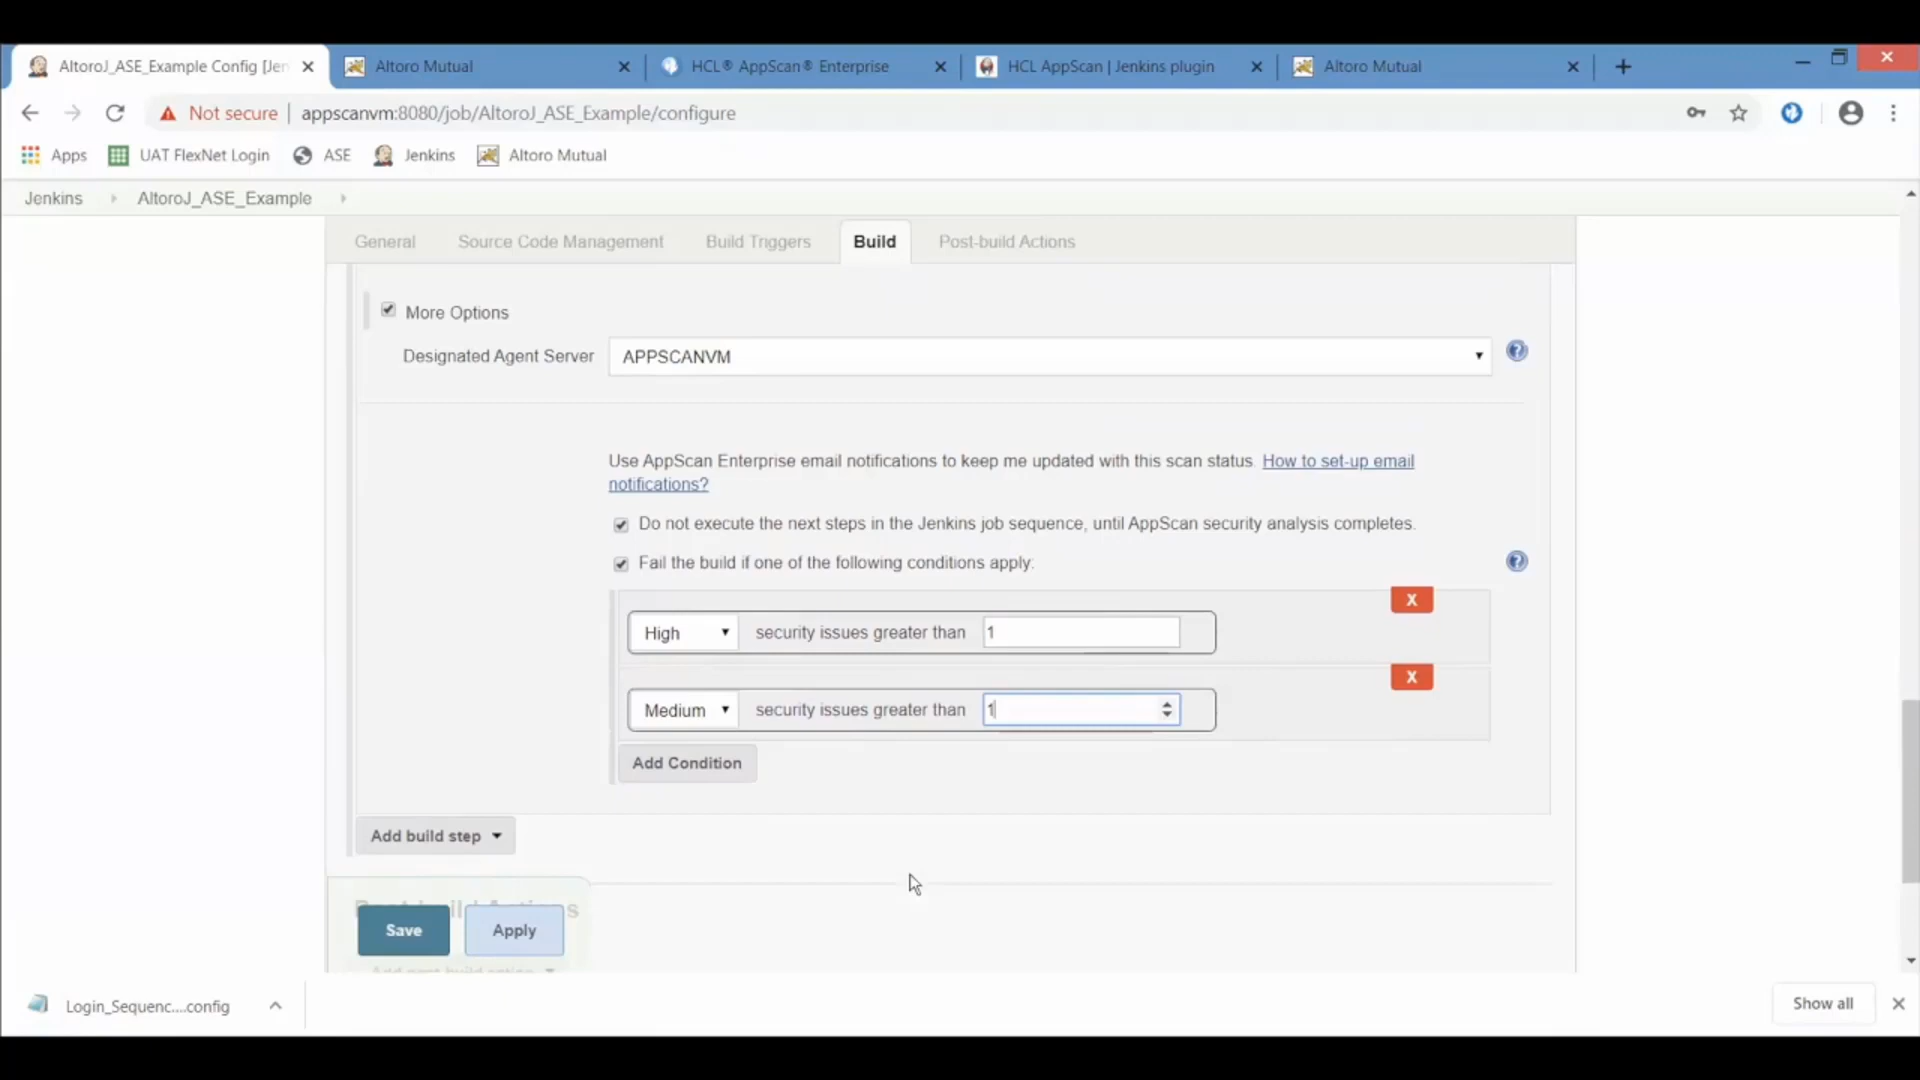 AltoroJ_ASE_Example Config [Jen
Altoro Mutual
HCL® AppScan® Enterprise
HCL AppScan | Jenkins plugin
Altoro Mutual
Not secure
appscanvm:8080/job/AltoroJ_ASE_Example/configure
Apps
UAT FlexNet Login
ASE
Jenkins
Altoro Mutual
Jenkins
AltoroJ_ASE_Example
General
Source Code Management
Build Triggers
Build
Post-build Actions
More Options
Designated Agent Server
APPSCANVM
Use AppScan Enterprise email notifications to keep me updated with this scan status. How to set-up email
notifications?
Do not execute the next steps in the Jenkins job sequence, until AppScan security analysis completes.
Fail the build if one of the following conditions apply:
X
High
security issues greater than
1
X
Medium
security issues greater than
1
Add Condition
Add build step
Save
Apply
Login_Sequenc....config
Show all